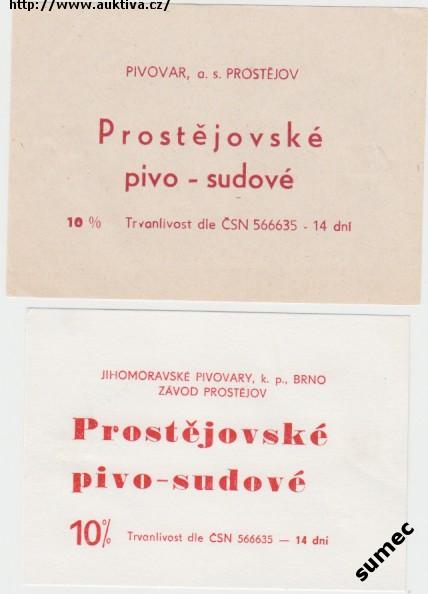 http://www.auktiva.cz/
PIVOVAR, a. s. PROSTĚJOV
Prostějovské
pivo - sudové
10 % Trvanlivost dle ČSN 566635 - 14 dní
JIHOMORAVSKÉ PIVOVARY, k. p., BRNO
ZÁVOD PROSTĚJOV
Prostějovské
pivo-sudové
10% Trvanlivost dle ČSN 566635 — 14 dní
sumec